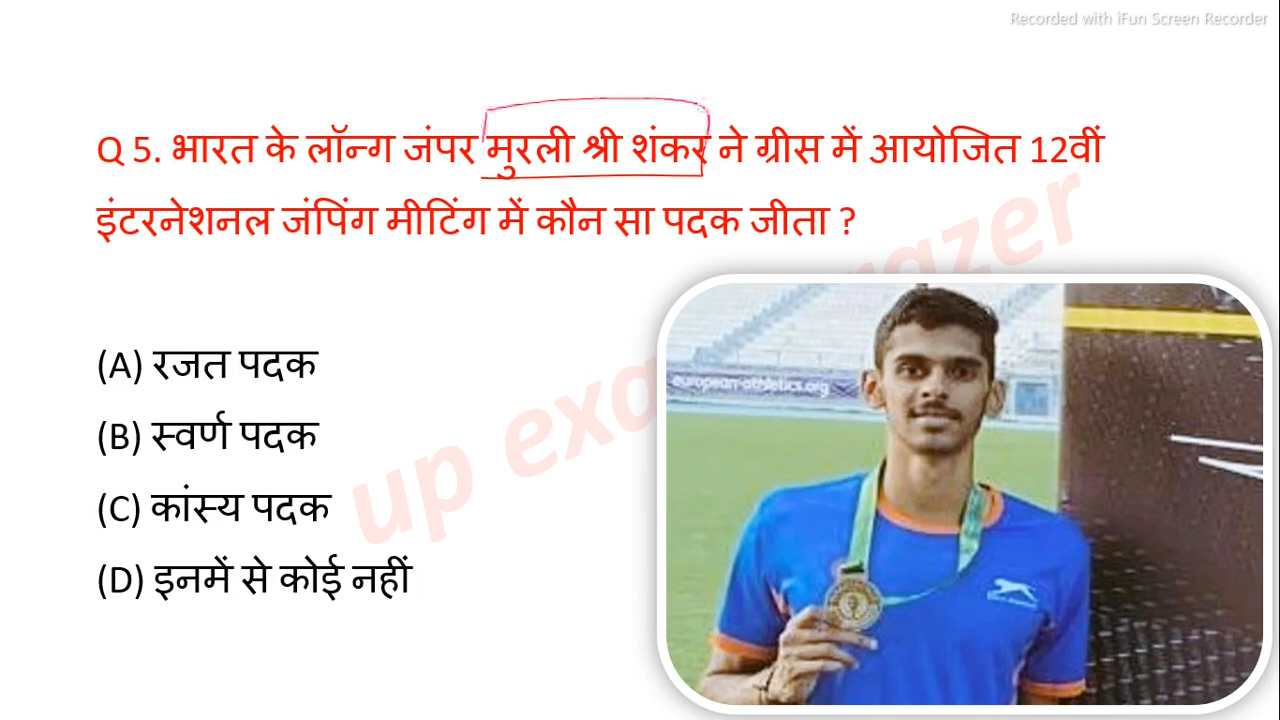 Recorded with iFun Screen Recorder
Q 5. भारत के लॉन्ग जंपर मुरली श्री शंकर ने ग्रीस में आयोजित 12वीं
इंटरनेशनल जंपिंग मीटिंग में कौन सा पदक जीता ?
(A) रजत पदक
(B) स्वर्ण पदक
(C) कांस्य पदक
(D) इनमें से कोई नहीं
european-athletics.org
up